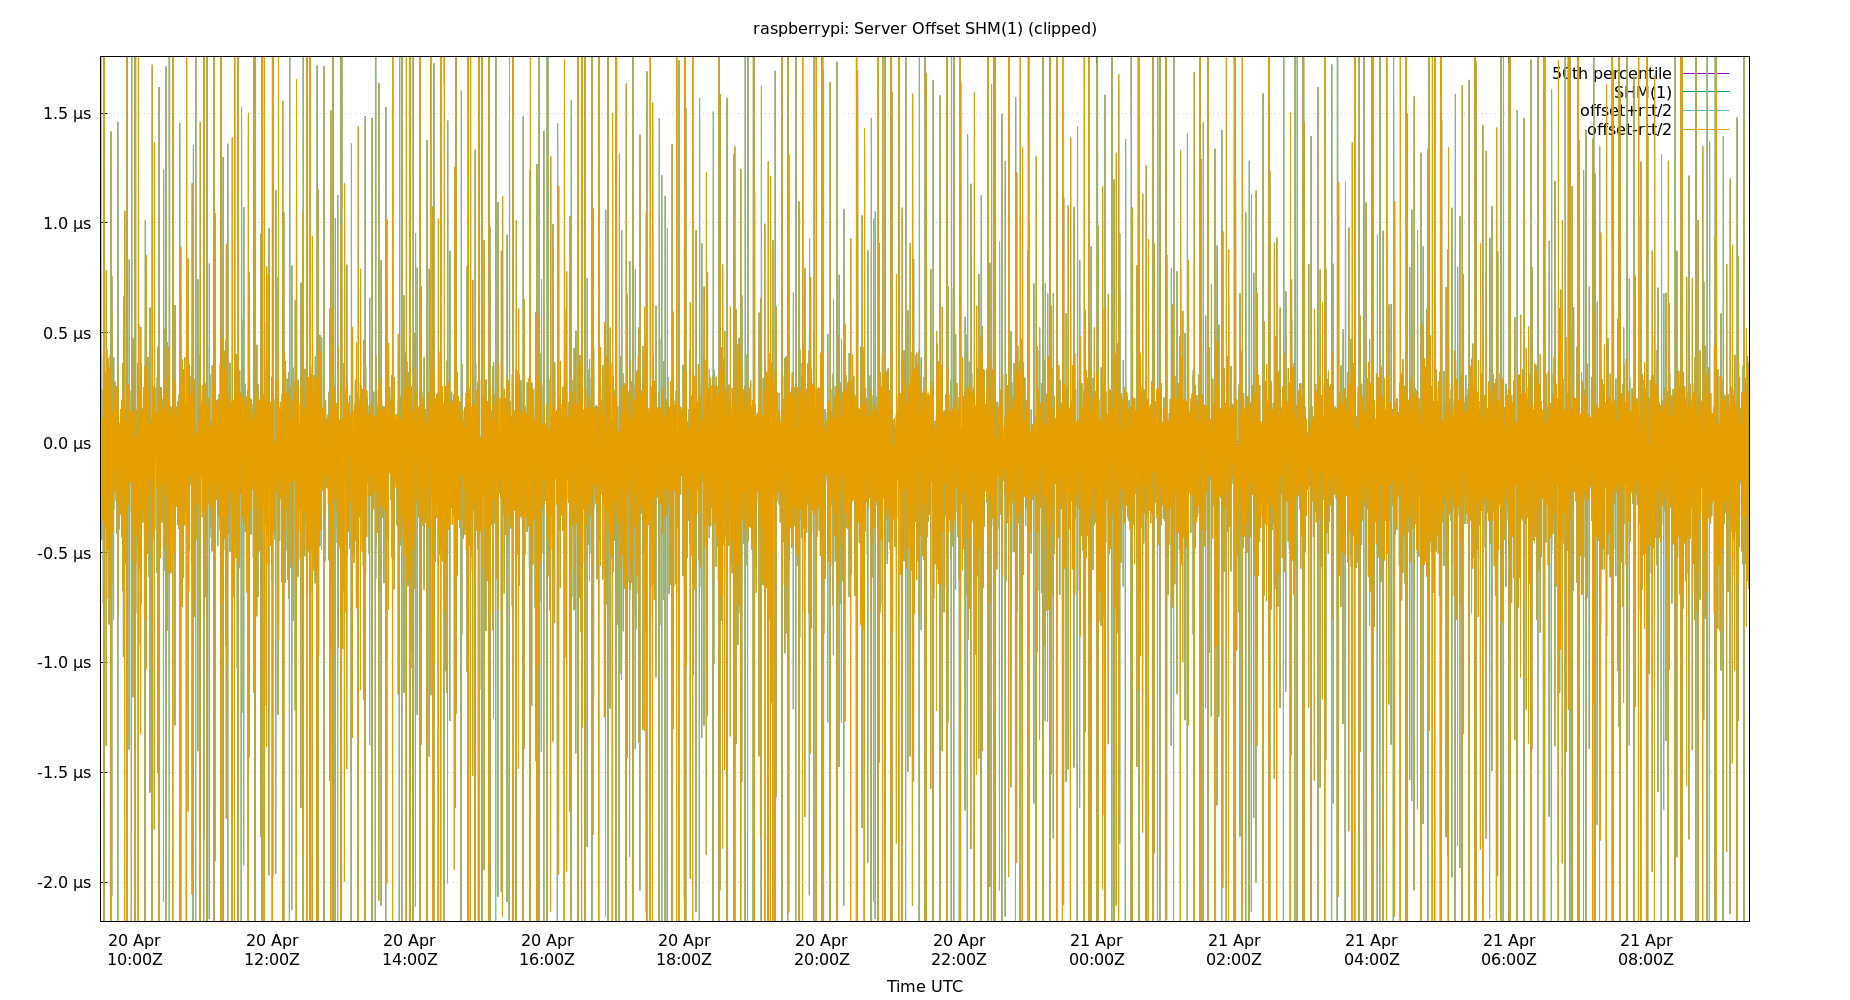 raspberrypi: Server Offset SHM(1) (clipped)
50th percentile
SHM(1)
offset+rtt/2
offset-rtt/2
1.5 µs
1.0 µs
0.5 µs
0.0 µs
-0.5 µs
-1.0 µs
-1.5 µs
-2.0 µs
20 Apr 20 Apr 20 Apr 20 Apr 20 Apr 20 Apr 20 Apr 21 Apr 21 Apr 21 Apr 21 Apr 21 Apr
10:00Z 12:00Z 14:00Z 16:00Z 18:00Z 20:00Z 22:00Z 00:00Z 02:00Z 04:00Z 06:00Z 08:00Z
Time UTC